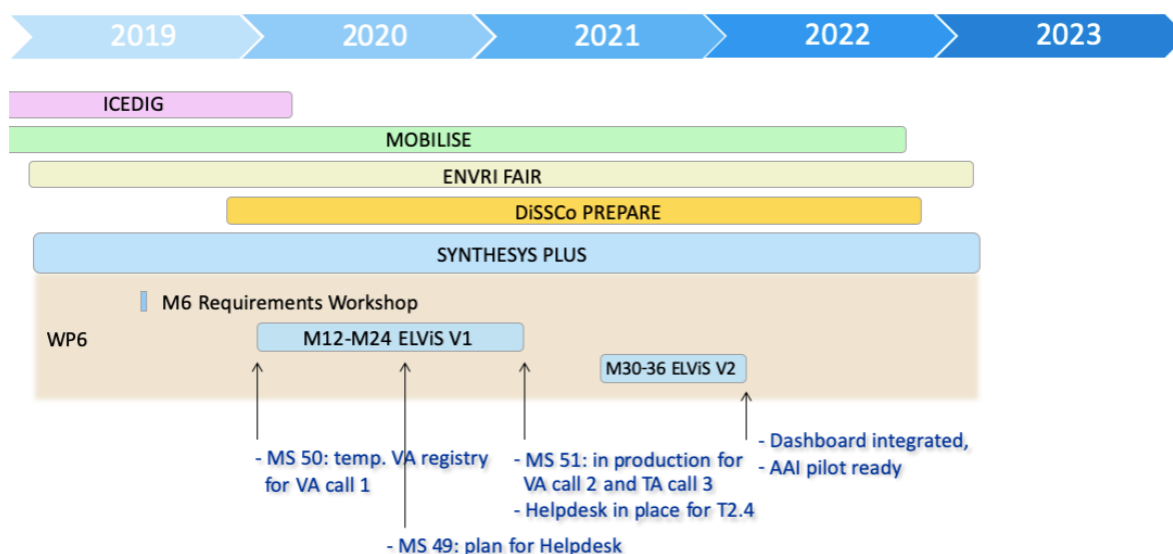 2019 2020 2021 2022 2023
ICEDIG
MOBILISE
ENVRI FAIR
DiSSCo PREPARE
SYNTHESYS PLUS
M6 Requirements Workshop
WP6
M12-M24 ELViS V1
M30-36 ELViS V2
- MS 50: temp. VA registry
for VA call 1
- MS 49: plan for Helpdesk
- MS 51: in production for
VA call 2 and TA call 3
- Helpdesk in place for T2.4
- Dashboard integrated,
- AAI pilot ready